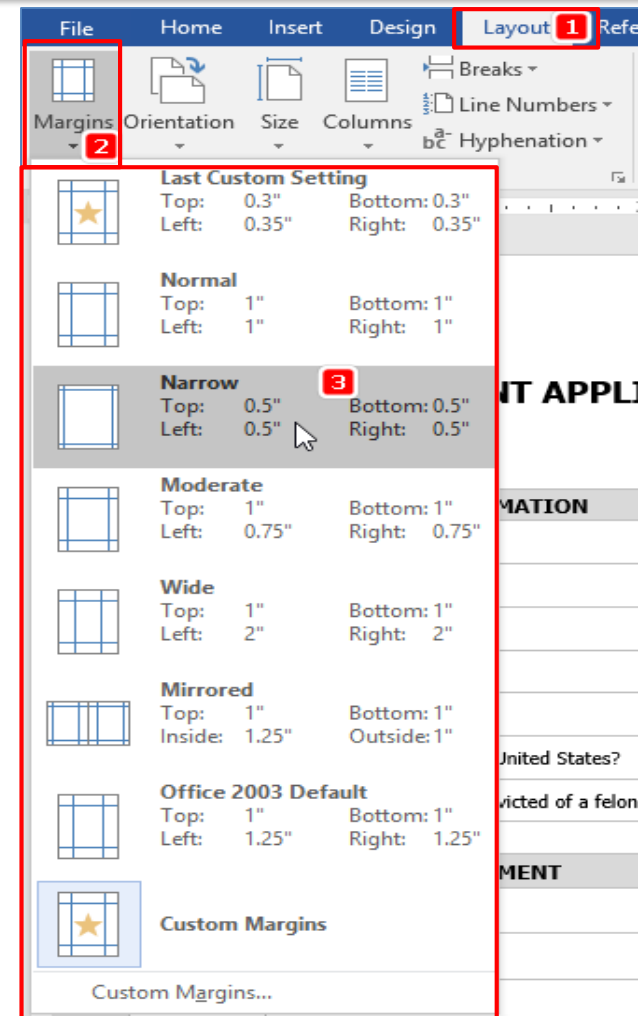 File Home Insert Design Layout 1 Refe
Margins Orientation Size Columns
2
Breaks
Line Numbers
Hyphenation
Last Custom Setting
Top: 0.3" Bottom: 0.3"
Left: 0.35" Right: 0.35"
Normal
Top: 1" Bottom: 1"
Left: 1" Right: 1"
Narrow 3
Top: 0.5" Bottom: 0.5"
Left: 0.5" Right: 0.5"
Moderate
Top: 1" Bottom: 1"
Left: 0.75" Right: 0.75"
Wide
Top: 1" Bottom: 1"
Left: 2" Right: 2"
Mirrored
Top: 1" Bottom: 1"
Inside: 1.25" Outside: 1"
Office 2003 Default
Top: 1" Bottom: 1"
Left: 1.25" Right: 1.25"
Custom Margins
Custom Margins...
NT APPLI
MATION
United States?
victed of a felon
MENT